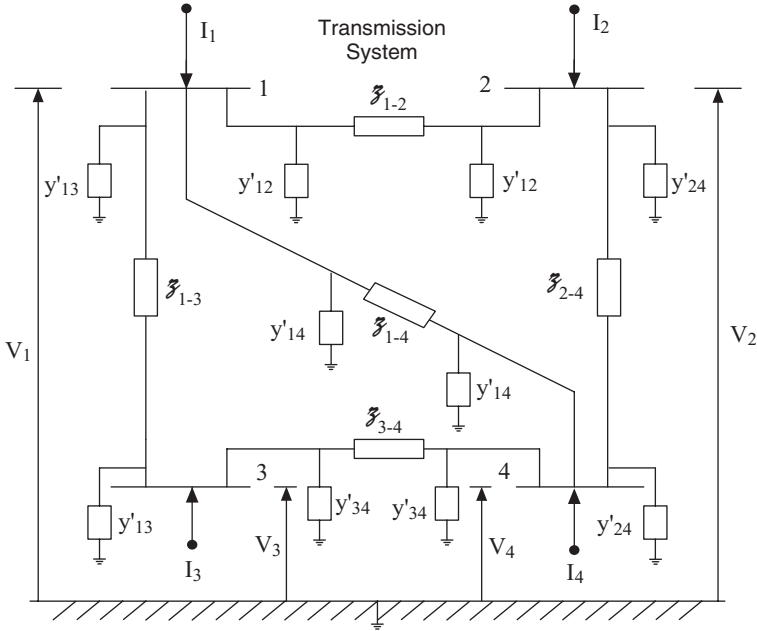 I₁
Transmission
System
I₂
1
𝓏₁₋₂
2
y'₁₃
y'₁₂
y'₁₂
y'₂₄
𝓏₁₋₃
𝓏₂₋₄
y'₁₄
𝓏₁₋₄
V₁
V₂
y'₁₄
𝓏₃₋₄
3
4
y'₁₃
y'₃₄
y'₃₄
y'₂₄
V₃
V₄
I₃
I₄